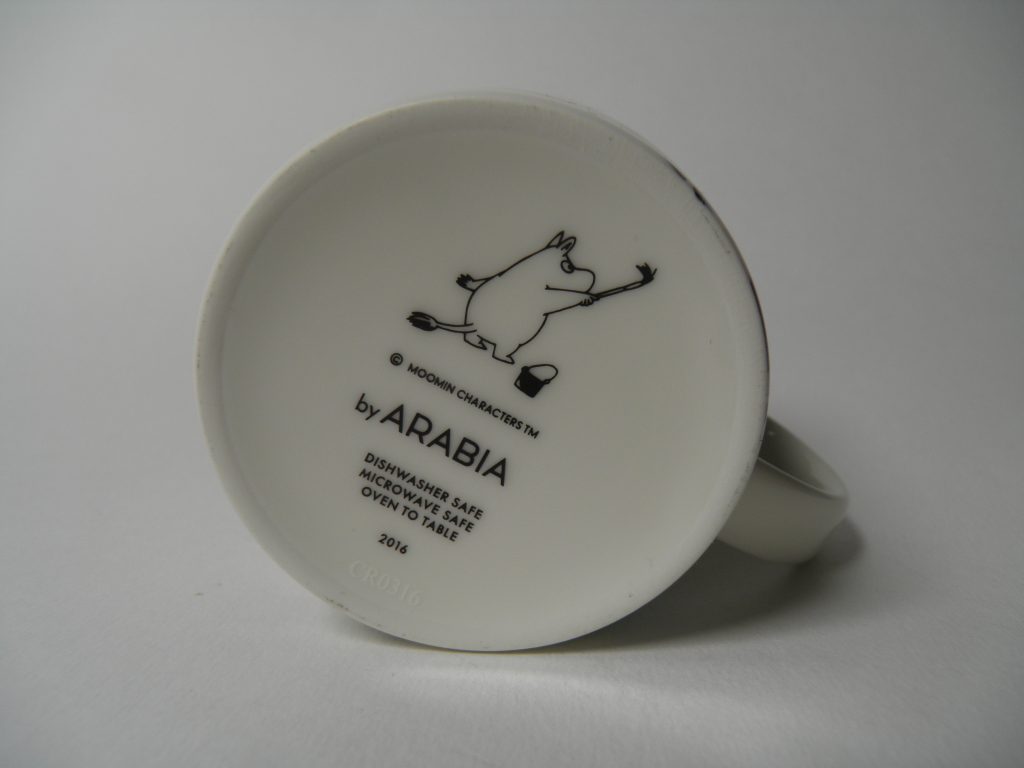 © MOOMIN CHARACTERS™
by ARABIA
DISHWASHER SAFE
MICROWAVE SAFE
OVEN TO TABLE
2016
CR0316